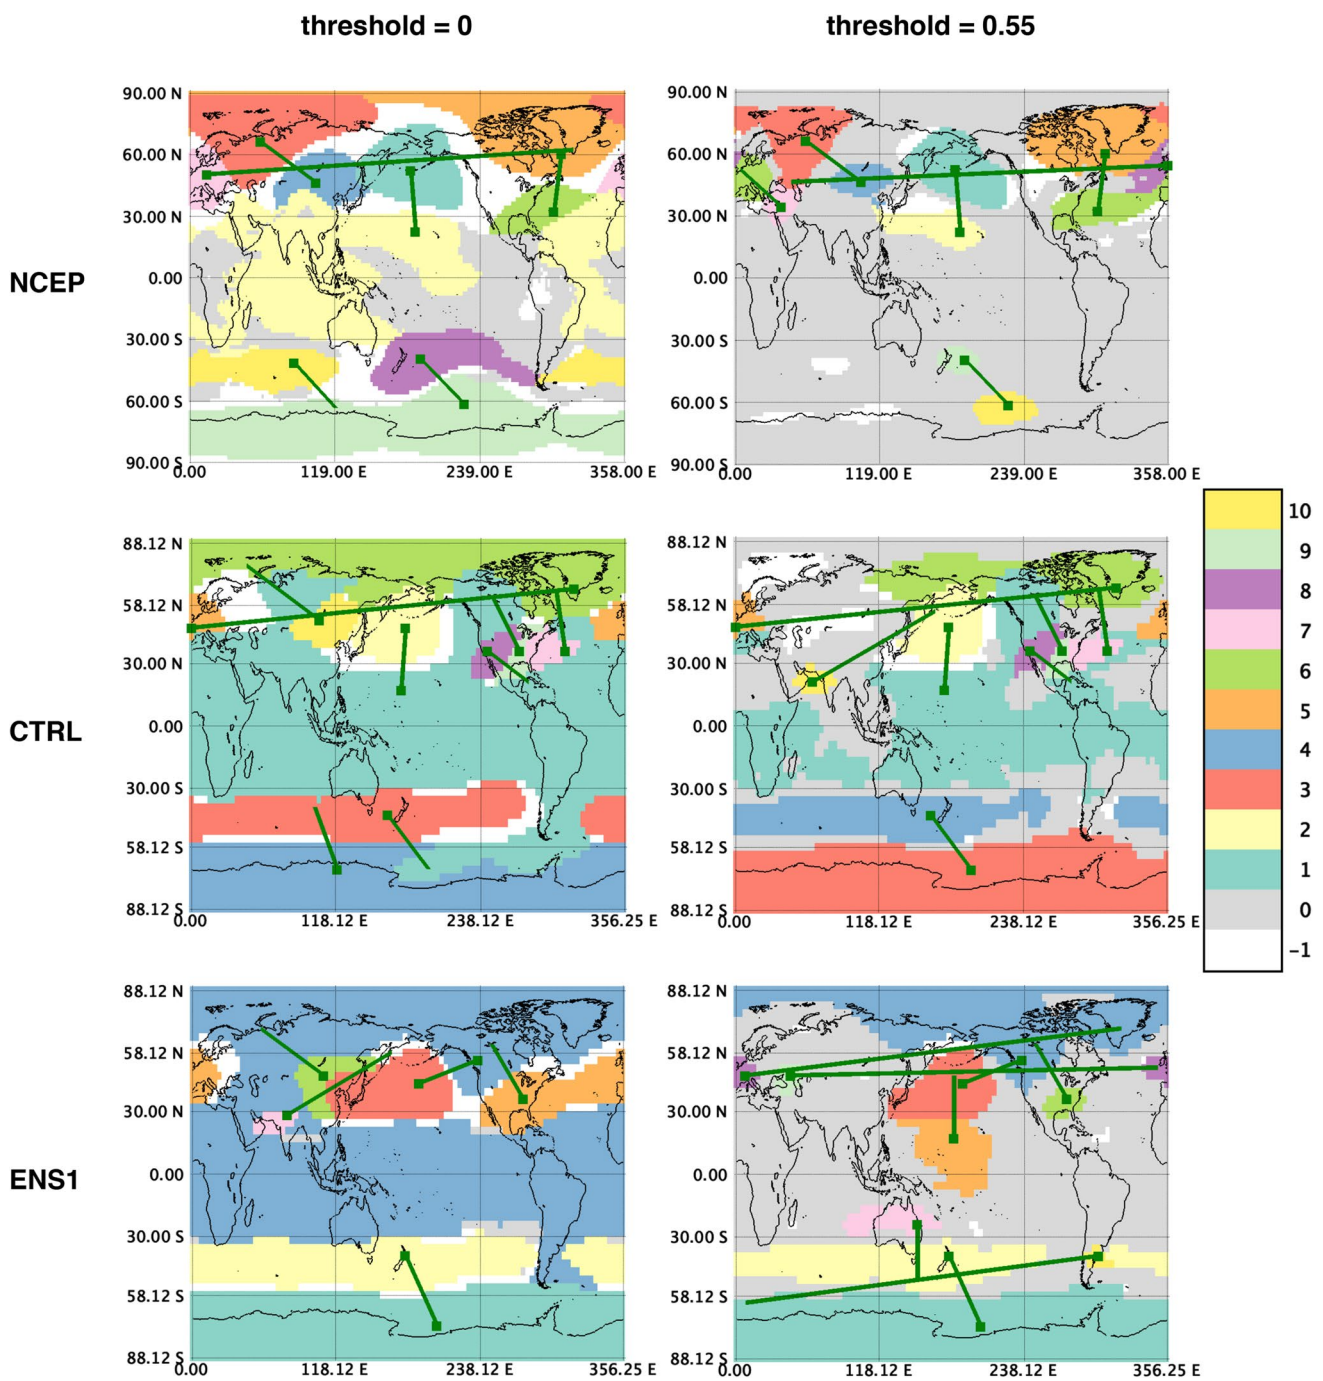 threshold = 0
threshold = 0.55
NCEP
90.00 N
60.00 N
30.00 N
0.00
30.00 S
60.00 S
90.00 S
0.00
119.00 E
239.00 E
358.00 E
90.00 N
60.00 N
30.00 N
0.00
30.00 S
60.00 S
90.00 S
0.00
119.00 E
239.00 E
358.00 E
CTRL
88.12 N
58.12 N
30.00 N
0.00
30.00 S
58.12 S
88.12 S
0.00
118.12 E
238.12 E
356.25 E
88.12 N
58.12 N
30.00 N
0.00
30.00 S
58.12 S
88.12 S
0.00
118.12 E
238.12 E
356.25 E
10
9
8
7
6
5
4
3
2
1
0
-1
ENS1
88.12 N
58.12 N
30.00 N
0.00
30.00 S
58.12 S
88.12 S
0.00
118.12 E
238.12 E
356.25 E
88.12 N
58.12 N
30.00 N
0.00
30.00 S
58.12 S
88.12 S
0.00
118.12 E
238.12 E
356.25 E